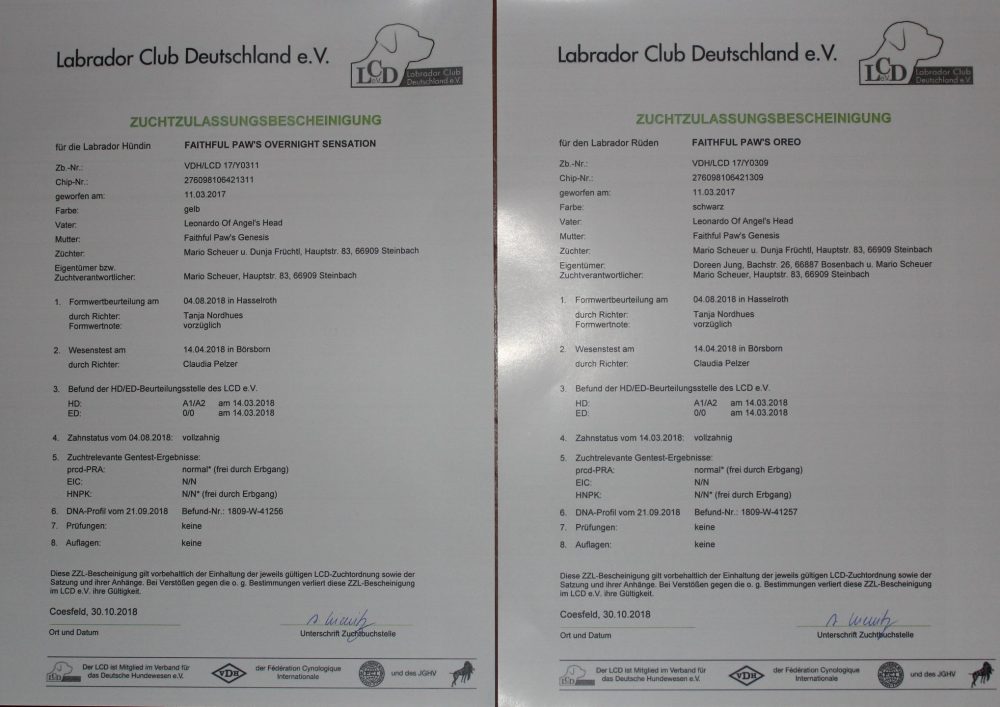 Labrador Club Deutschland e.V.
LCD e.V. Labrador Club
Deutschland e.V.
ZUCHTZULASSUNGSBESCHEINIGUNG
für die Labrador Hündin FAITHFUL PAW'S OVERNIGHT SENSATION
Zb.-Nr.: VDH/LCD 17/Y0311
Chip-Nr.: 276098106421311
geworfen am: 11.03.2017
Farbe: gelb
Vater: Leonardo Of Angel's Head
Mutter: Faithful Paw's Genesis
Züchter: Mario Scheuer u. Dunja Früchtl, Hauptstr. 83, 66909 Steinbach
Eigentümer bzw.
Zuchtverantwortlicher: Mario Scheuer, Hauptstr. 83, 66909 Steinbach
1. Formwertbeurteilung am 04.08.2018 in Hasselroth
durch Richter: Tanja Nordhues
Formwertnote: vorzüglich
2. Wesenstest am 14.04.2018 in Börsborn
durch Richter: Claudia Pelzer
3. Befund der HD/ED-Beurteilungsstelle des LCD e.V.
HD: A1/A2 am 14.03.2018
ED: 0/0 am 14.03.2018
4. Zahnstatus vom 04.08.2018: vollzahnig
5. Zuchtrelevante Gentest-Ergebnisse:
prcd-PRA: normal* (frei durch Erbgang)
EIC: N/N
HNPK: N/N* (frei durch Erbgang)
6. DNA-Profil vom 21.09.2018 Befund-Nr.: 1809-W-41256
7. Prüfungen: keine
8. Auflagen: keine
Diese ZZL-Bescheinigung gilt vorbehaltlich der Einhaltung der jeweils gültigen LCD-Zuchtordnung sowie der
Satzung und ihrer Anhänge. Bei Verstößen gegen die o. g. Bestimmungen verliert diese ZZL-Bescheinigung
im LCD e.V. ihre Gültigkeit.
Coesfeld, 30.10.2018
Ort und Datum Unterschrift Zuchtbuchstelle
LCD Der LCD ist Mitglied im Verband für
das Deutsche Hundewesen e.V.
VDH
der Fédération Cynologique
Internationale
FCI
und des JGHV
Labrador Club Deutschland e.V.
LCD e.V. Labrador Club
Deutschland e.V.
ZUCHTZULASSUNGSBESCHEINIGUNG
für den Labrador Rüden FAITHFUL PAW'S OREO
Zb.-Nr.: VDH/LCD 17/Y0309
Chip-Nr.: 276098106421309
geworfen am: 11.03.2017
Farbe: schwarz
Vater: Leonardo Of Angel's Head
Mutter: Faithful Paw's Genesis
Züchter: Mario Scheuer u. Dunja Früchtl, Hauptstr. 83, 66909 Steinbach
Eigentümer: Doreen Jung, Bachstr. 26, 66887 Bosenbach u. Mario Scheuer
Zuchtverantwortlicher: Mario Scheuer, Hauptstr. 83, 66909 Steinbach
1. Formwertbeurteilung am 04.08.2018 in Hasselroth
durch Richter: Tanja Nordhues
Formwertnote: vorzüglich
2. Wesenstest am 14.04.2018 in Börsborn
durch Richter: Claudia Pelzer
3. Befund der HD/ED-Beurteilungsstelle des LCD e.V.
HD: A1/A2 am 14.03.2018
ED: 0/0 am 14.03.2018
4. Zahnstatus vom 14.03.2018: vollzahnig
5. Zuchtrelevante Gentest-Ergebnisse:
prcd-PRA: normal* (frei durch Erbgang)
EIC: N/N
HNPK: N/N* (frei durch Erbgang)
6. DNA-Profil vom 21.09.2018 Befund-Nr.: 1809-W-41257
7. Prüfungen: keine
8. Auflagen: keine
Diese ZZL-Bescheinigung gilt vorbehaltlich der Einhaltung der jeweils gültigen LCD-Zuchtordnung sowie der
Satzung und ihrer Anhänge. Bei Verstößen gegen die o. g. Bestimmungen verliert diese ZZL-Bescheinigung
im LCD e.V. ihre Gültigkeit.
Coesfeld, 30.10.2018
Ort und Datum Unterschrift Zuchtbuchstelle
LCD Der LCD ist Mitglied im Verband für
das Deutsche Hundewesen e.V.
VDH
der Fédération Cynologique
Internationale
FCI
und des JGHV